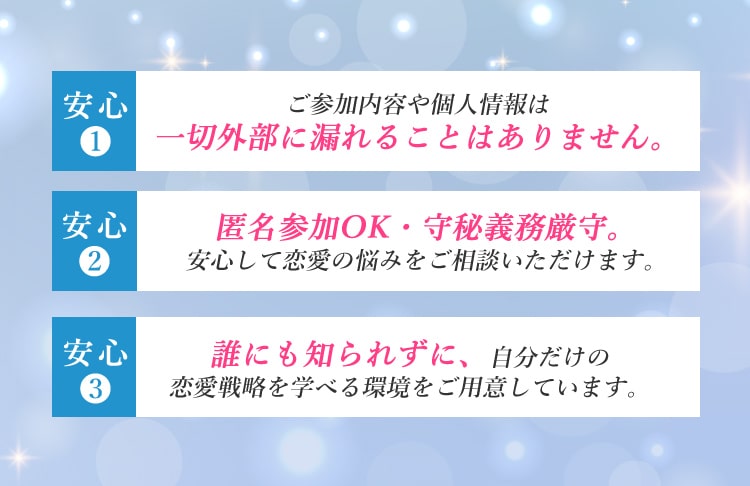 安心
1
ご参加内容や個人情報は
一切外部に漏れることはありません。
安心
2
匿名参加OK・守秘義務厳守。
安心して恋愛の悩みをご相談いただけます。
安心
3
誰にも知られずに、自分だけの
恋愛戦略を学べる環境をご用意しています。